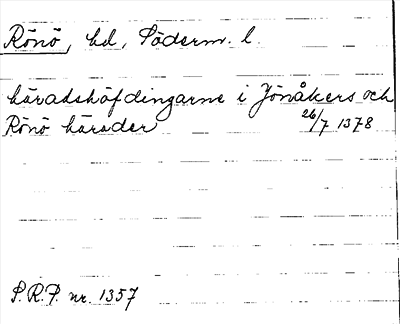 Rönö, hd, Söderm. l.
häradshöfdingarne i Jönåkers och
Rönö härader 26/7 1378
S.R.P. nr. 1357